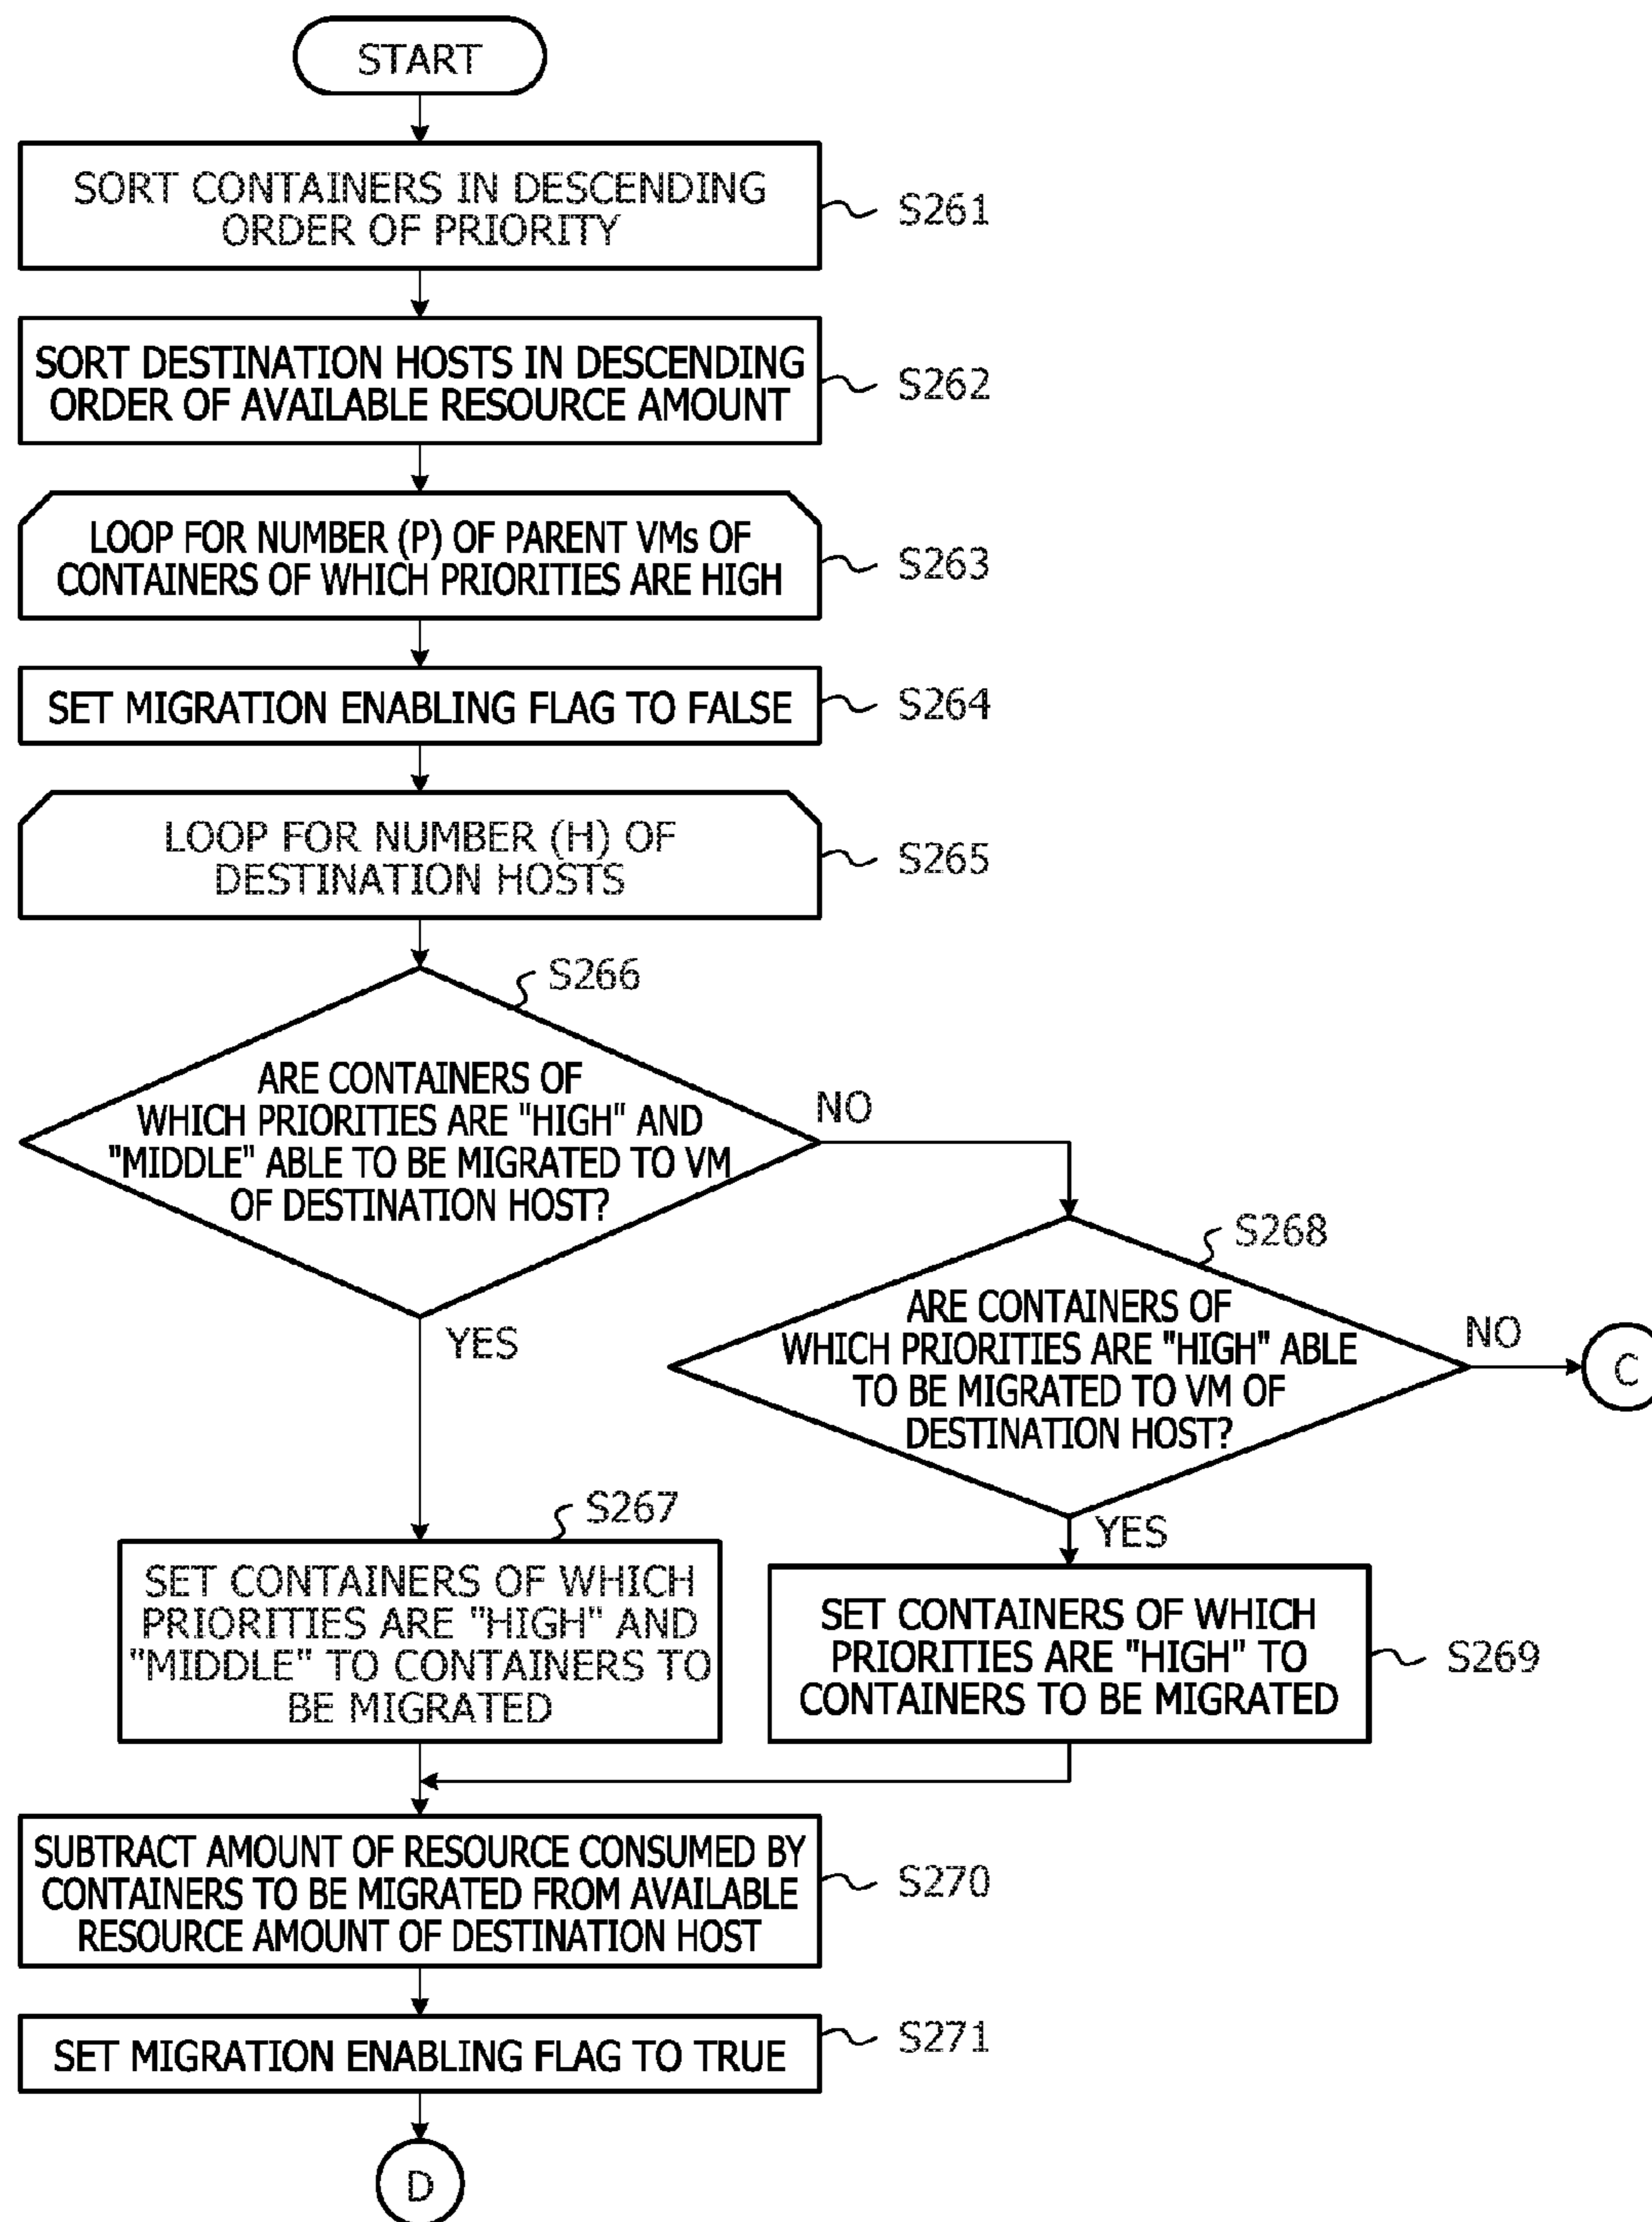 START
SORT CONTAINERS IN DESCENDING
ORDER OF PRIORITY
S261
SORT DESTINATION HOSTS IN DESCENDING
ORDER OF AVAILABLE RESOURCE AMOUNT
S262
LOOP FOR NUMBER (P) OF PARENT VMs OF
CONTAINERS OF WHICH PRIORITIES ARE HIGH
S263
SET MIGRATION ENABLING FLAG TO FALSE
S264
LOOP FOR NUMBER (H) OF
DESTINATION HOSTS
S265
S266
ARE CONTAINERS OF
WHICH PRIORITIES ARE "HIGH" AND
"MIDDLE" ABLE TO BE MIGRATED TO VM
OF DESTINATION HOST?
NO
YES
S268
ARE CONTAINERS OF
WHICH PRIORITIES ARE "HIGH" ABLE
TO BE MIGRATED TO VM OF
DESTINATION HOST?
NO
C
YES
S267
SET CONTAINERS OF WHICH
PRIORITIES ARE "HIGH" AND
"MIDDLE" TO CONTAINERS TO
BE MIGRATED
SET CONTAINERS OF WHICH
PRIORITIES ARE "HIGH" TO
CONTAINERS TO BE MIGRATED
S269
SUBTRACT AMOUNT OF RESOURCE CONSUMED BY
CONTAINERS TO BE MIGRATED FROM AVAILABLE
RESOURCE AMOUNT OF DESTINATION HOST
S270
SET MIGRATION ENABLING FLAG TO TRUE
S271
D